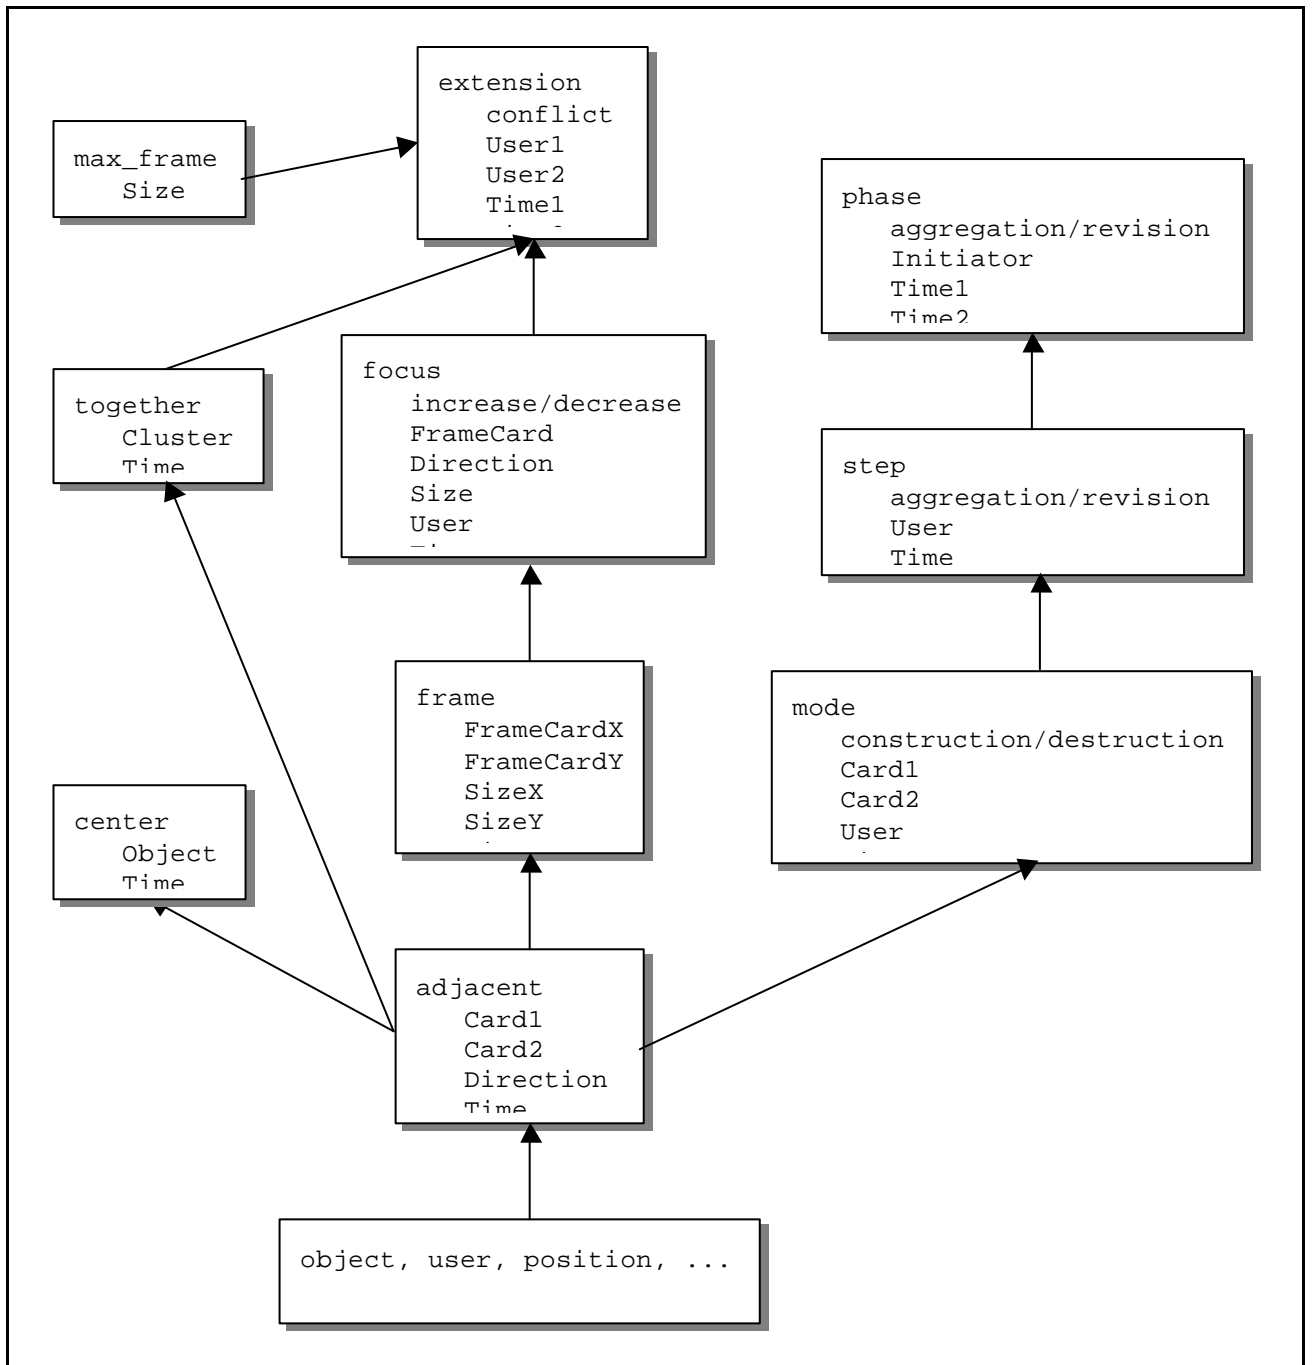 extension
conflict
User1
User2
Time1
max_frame
Size
phase
aggregation/revision
Initiator
Time1
Time2
focus
increase/decrease
FrameCard
Direction
Size
User
together
Cluster
Time
step
aggregation/revision
User
Time
frame
FrameCardX
FrameCardY
SizeX
SizeY
mode
construction/destruction
Card1
Card2
User
center
Object
Time
adjacent
Card1
Card2
Direction
Time
object, user, position, ...